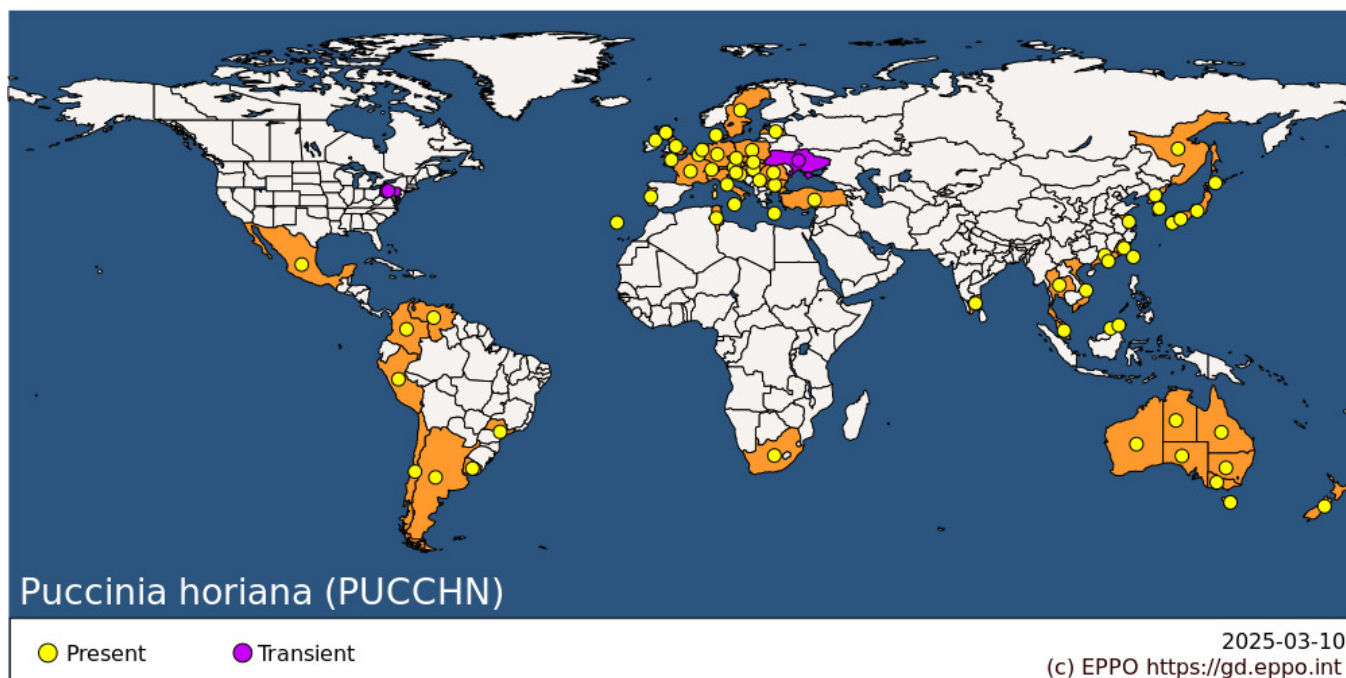 Puccinia horiana (PUCCHN)
Present
Transient
2025-03-10
(c) EPPO https://gd.eppo.int